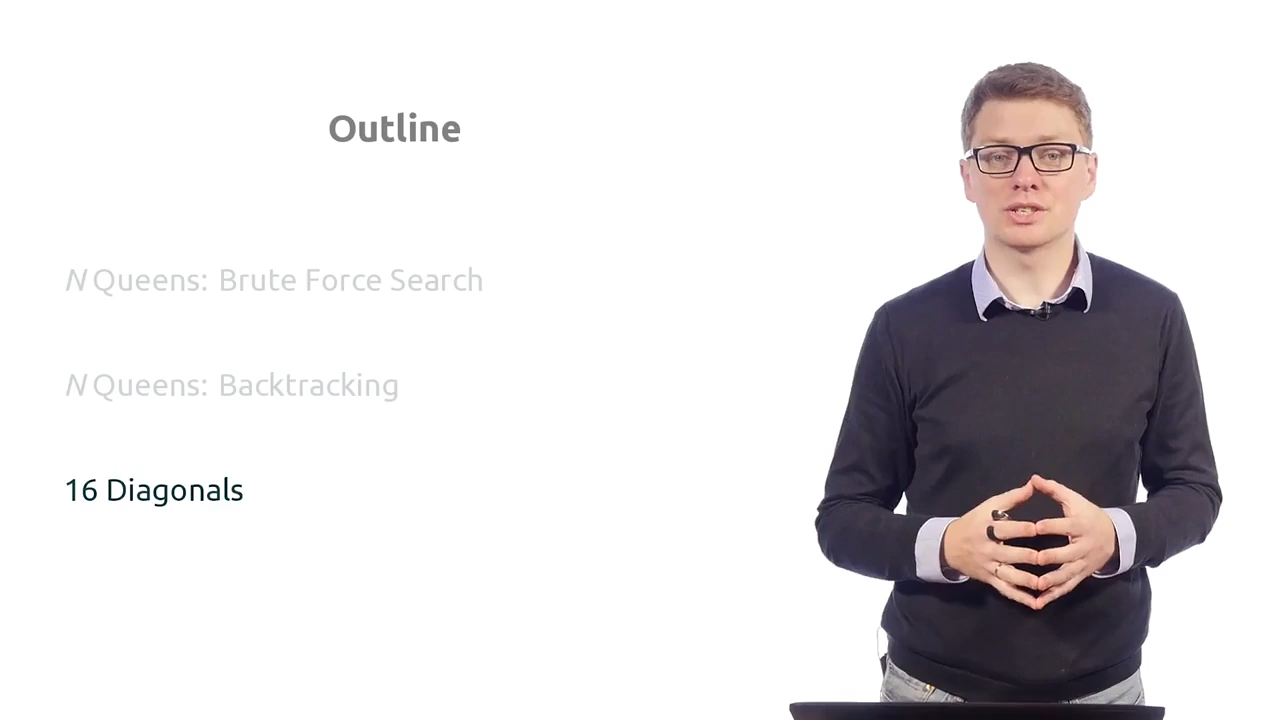 Outline
N Queens: Brute Force Search
N Queens: Backtracking
16 Diagonals